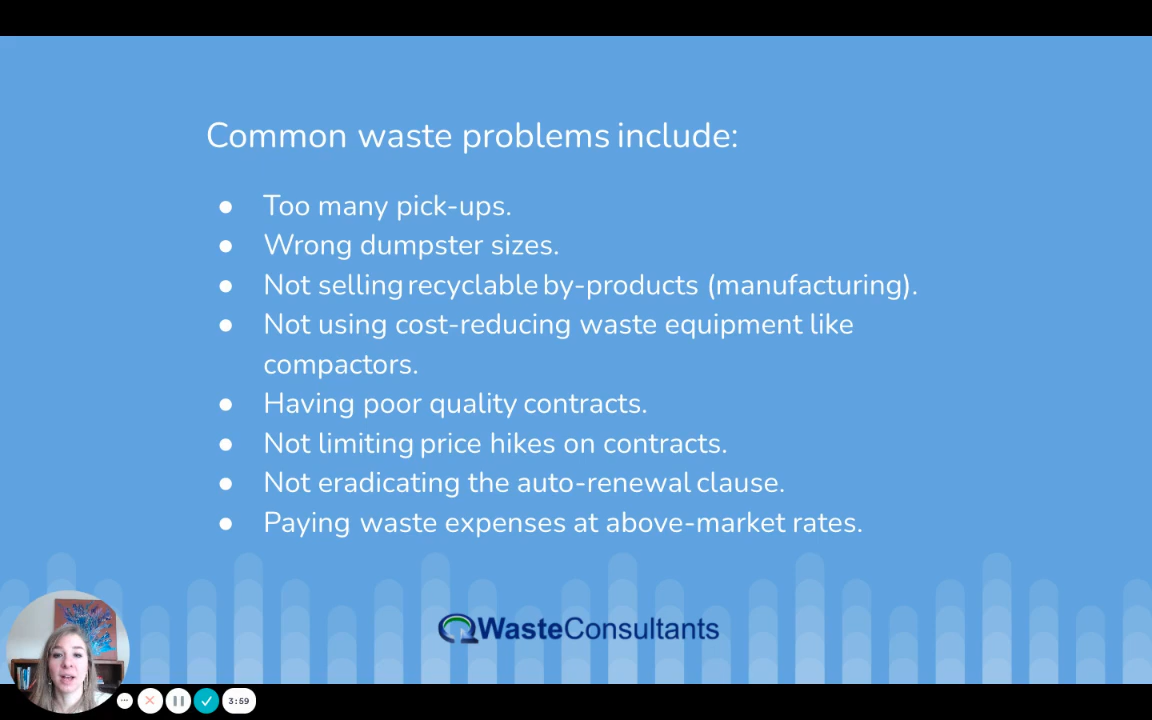 Common waste problems include:
● Too many pick-ups.
● Wrong dumpster sizes.
● Not selling recyclable by-products (manufacturing).
● Not using cost-reducing waste equipment like
compactors.
● Having poor quality contracts.
● Not limiting price hikes on contracts.
● Not eradicating the auto-renewal clause.
● Paying waste expenses at above-market rates.
WasteConsultants
3:59